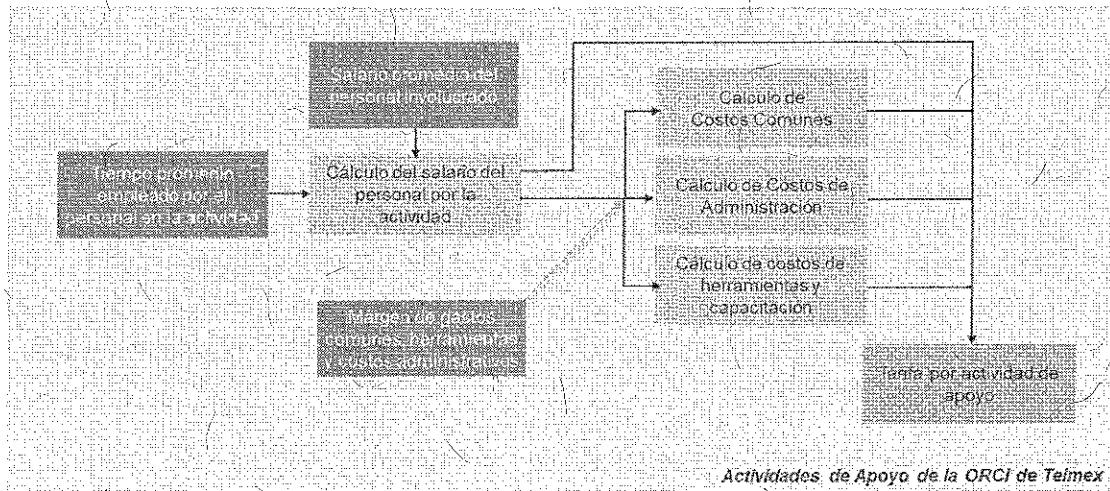 Salario promedio del
personal involucrado
Tiempo promedio
empleado por el
personal en la actividad
Cálculo del salario del
personal por la
actividad
Cálculo de
Costos Comunes
Cálculo de Costos de
Administración
Cálculo de costos de
herramientas y
capacitación
Margen de gastos
comunes, herramientas
y costos administrativos
Tarifa por actividad de
apoyo
Actividades de Apoyo de la ORCI de Telmex